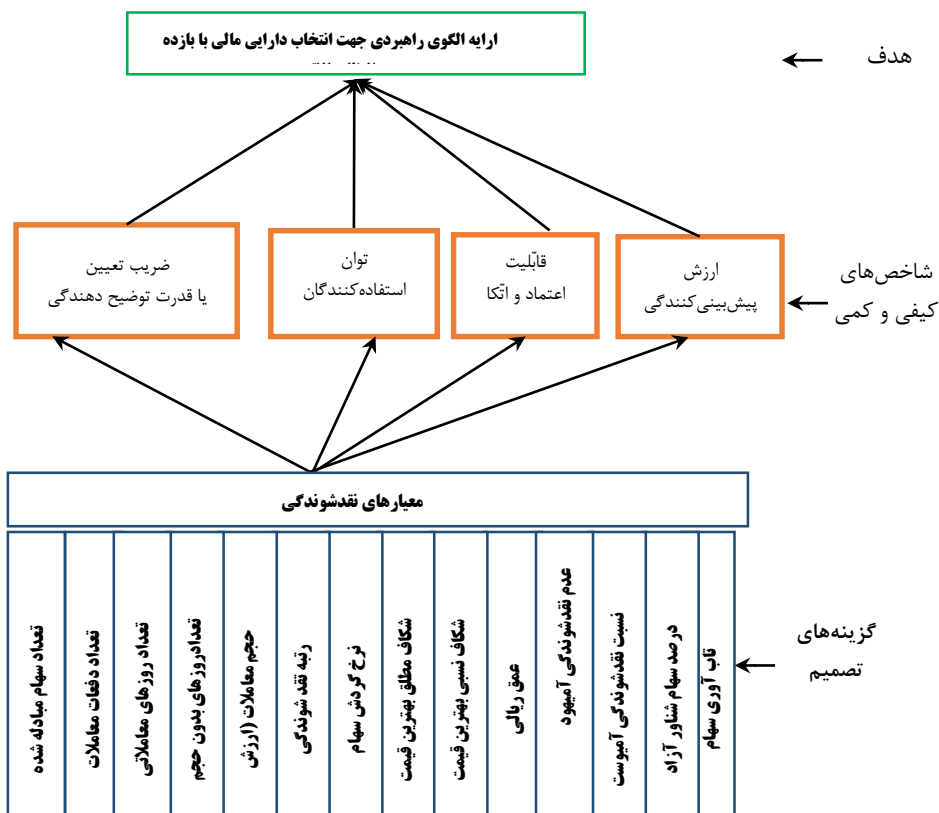 ارایه الگوی راهبردی جهت انتخاب دارایی مالی با بازده
هدف
ارزش
پیش‌بینی‌کنندگی
قابّلیت
اعتماد و اتّکا
توان
استفاده‌کنندگان
ضریب تعیین
یا قدرت توضیح دهندگی
شاخص‌های
کیفی و کمی
معیارهای نقدشوندگی
تاب آوری سهام
درصد سهام شناور آزاد
نسبت نقدشوندگی آمیوست
عدم نقدشوندگی آمیهود
عمق ریالی
شکاف نسبی بهترین قیمت
شکاف مطلق بهترین قیمت
نرخ گردش سهام
رتبه نقد شوندگی
حجم معاملات (ارزش
تعدادروزهای بدون حجم
تعداد روزهای معاملاتی
تعداد دفعات معاملات
تعداد سهام مبادله شده
گزینه‌های
تصمیم